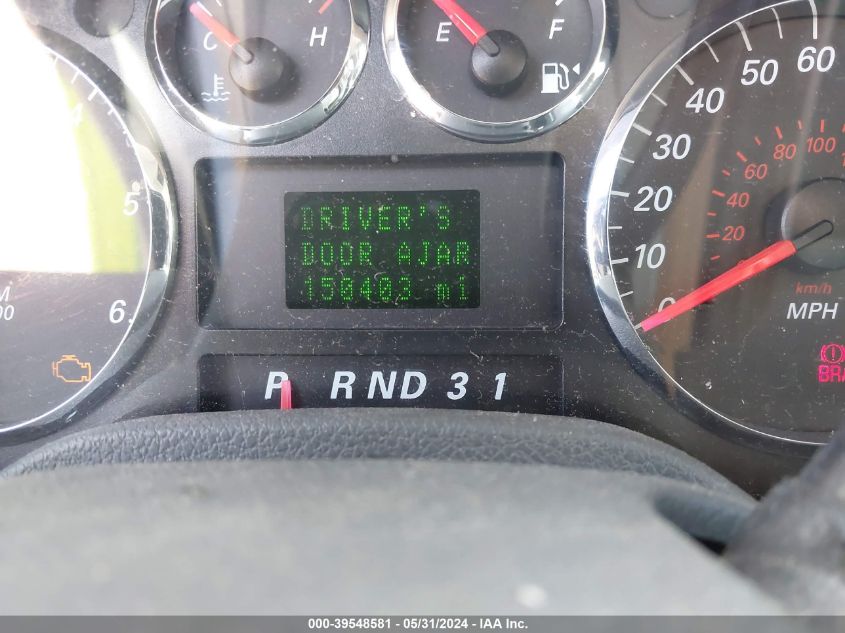 C H
E F
4
5
6
DRIVER'S
DOOR AJAR
150403 mi
P R N D 3 1
0 10 20 30 40 50 60
20 40 60 80 100
km/h
MPH
000-39548581 / 05/31/2024 - IAA Inc.